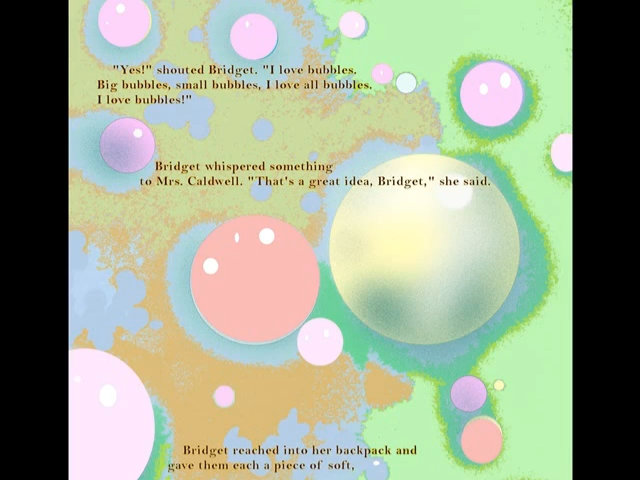 "Yes!" shouted Bridget. "I love bubbles.
Big bubbles, small bubbles, I love all bubbles.
I love bubbles!"
Bridget whispered something
to Mrs. Caldwell. "That's a great idea, Bridget," she said.
Bridget reached into her backpack and
gave them each a piece of soft,